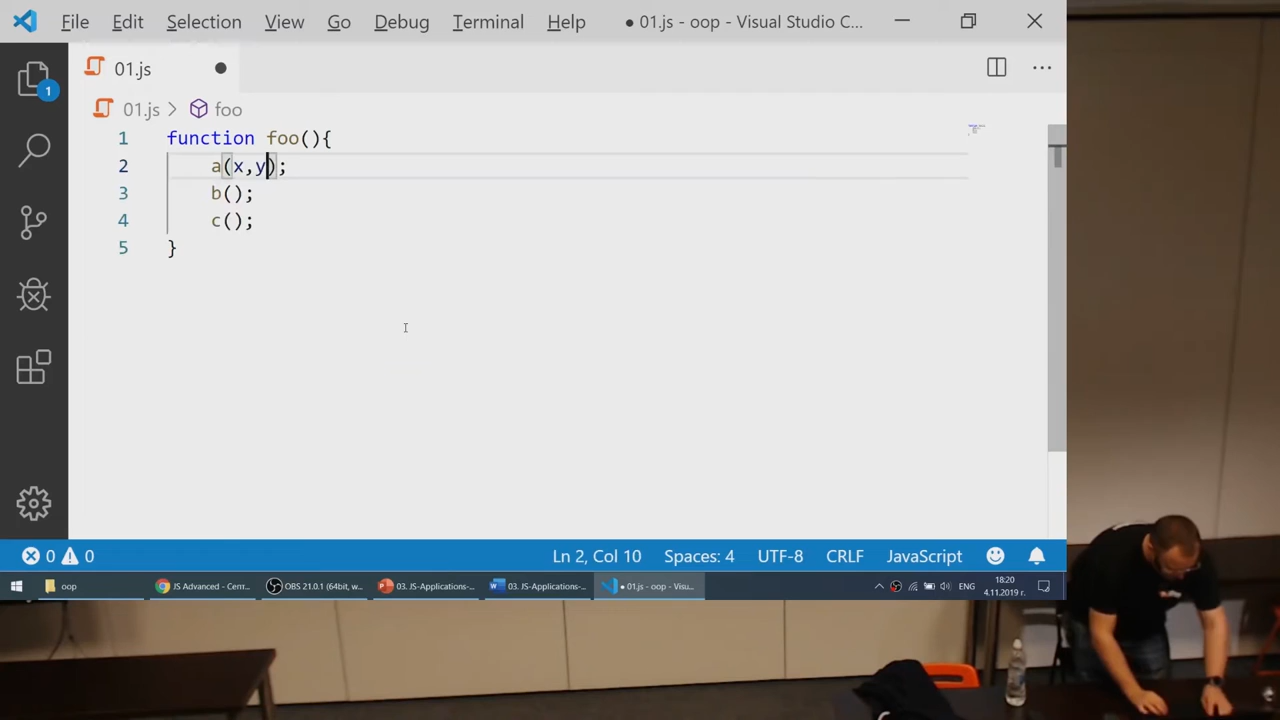 File Edit Selection View Go Debug Terminal Help ● 01.js - oop - Visual Studio C...
01.js
1
01.js > foo
1 function foo(){
2 a(x,y);
3 b();
4 c();
5 }
0 0 Ln 2, Col 10 Spaces: 4 UTF-8 CRLF JavaScript
oop JS Advanced - Септ... OBS 21.0.1 (64bit, w... 03. JS-Applications-... 03. JS-Applications-... ● 01.js - oop - Visu... ENG 18:20
4.11.2019 г.